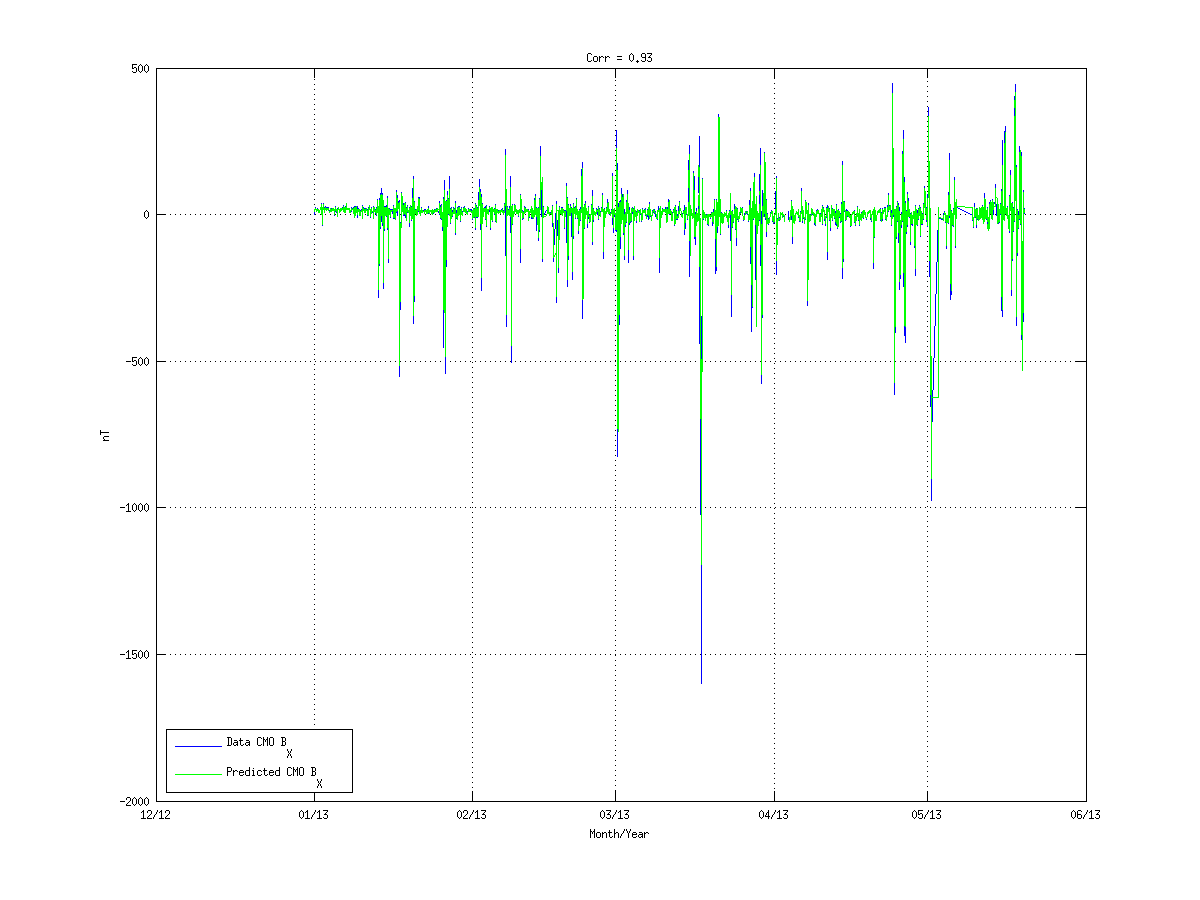 Corr = 0.93
500
0
-500
-1000
-1500
-2000
nT
12/12
01/13
02/13
03/13
04/13
05/13
06/13
Month/Year
Data CMO B
X
Predicted CMO B
X